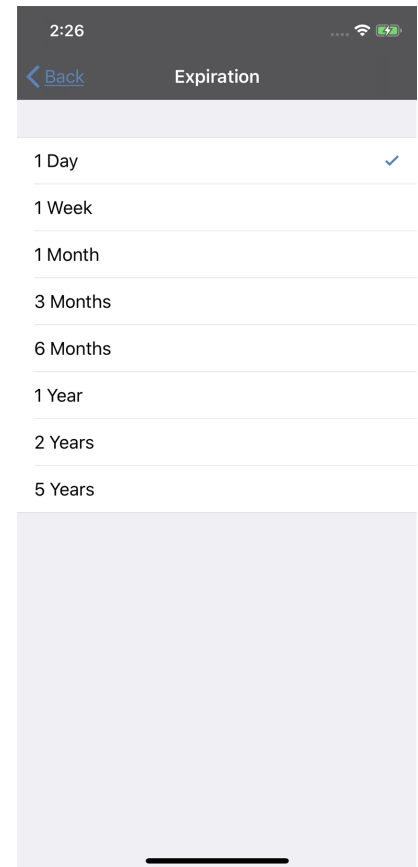 2:26
Back
Expiration
1 Day
1 Week
1 Month
3 Months
6 Months
1 Year
2 Years
5 Years